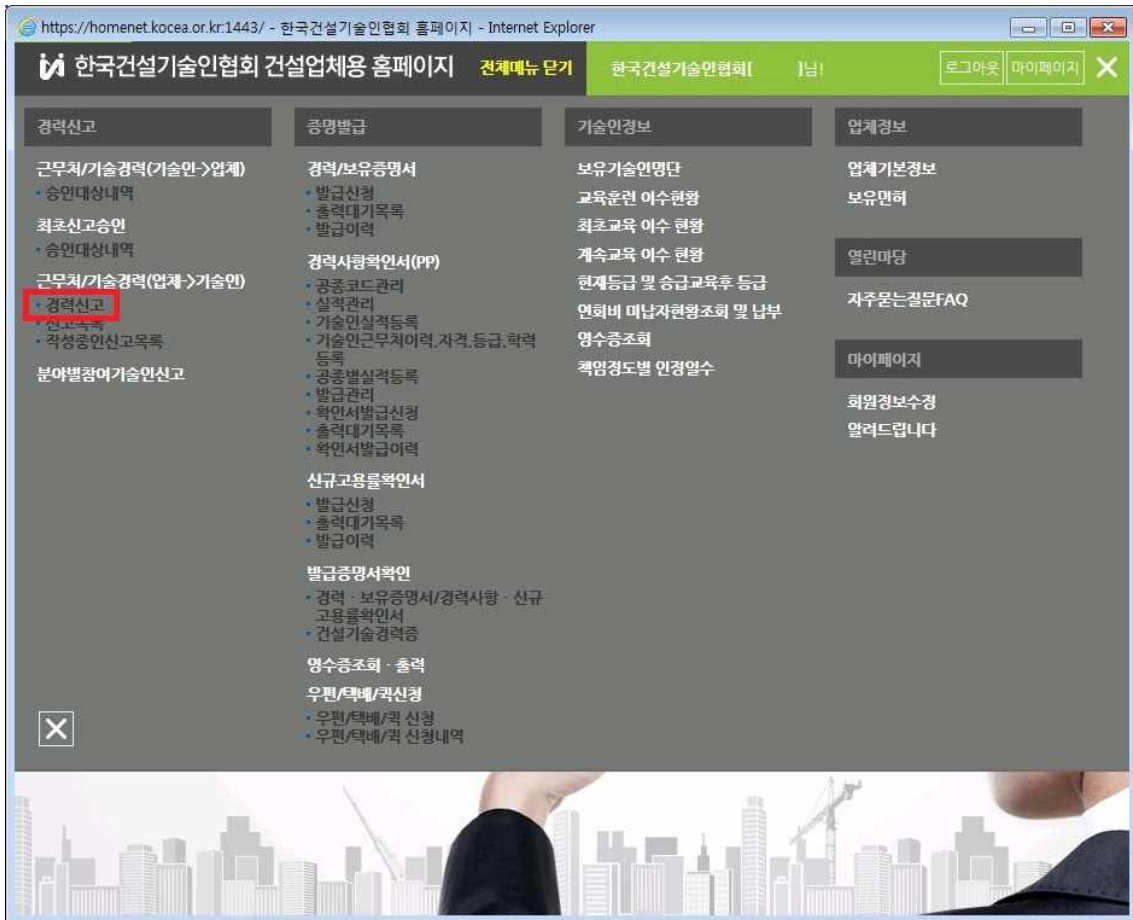 https://homenet.kocea.or.kr:1443/ - 한국건설기술인협회 홈페이지 - Internet Explorer
한국건설기술인협회 건설업체용 홈페이지 전체메뉴 닫기 한국건설기술인협회[ ]님! 로그아웃 마이페이지
경력신고
근무처/기술경력(기술인->업체)
승인대상내역
최초신고승인
승인대상내역
근무처/기술경력(업체->기술인)
경력신고
신고목록
작성중인신고목록
분야별참여기술인신고
증명발급
경력/보유증명서
발급신청
출력대기목록
발급이력
경력사항확인서(PP)
공종코드관리
실적관리
기술인실적등록
기술인근무처이력,자격,등급,학력
등록
공종별실적등록
발급관리
확인서발급신청
출력대기목록
확인서발급이력
신규고용률확인서
발급신청
출력대기목록
발급이력
발급증명서확인
경력 · 보유증명서/경력사항 · 신규
고용률확인서
건설기술경력증
영수증조회 · 출력
우편/택배/퀵신청
우편/택배/퀵 신청
우편/택배/퀵 신청내역
기술인정보
보유기술인명단
교육훈련 이수현황
최초교육 이수 현황
계속교육 이수 현황
현재등급 및 승급교육후 등급
연회비 미납자현황조회 및 납부
영수증조회
책임정도별 인정일수
업체정보
업체기본정보
보유면허
열린마당
자주묻는질문FAQ
마이페이지
회원정보수정
알려드립니다